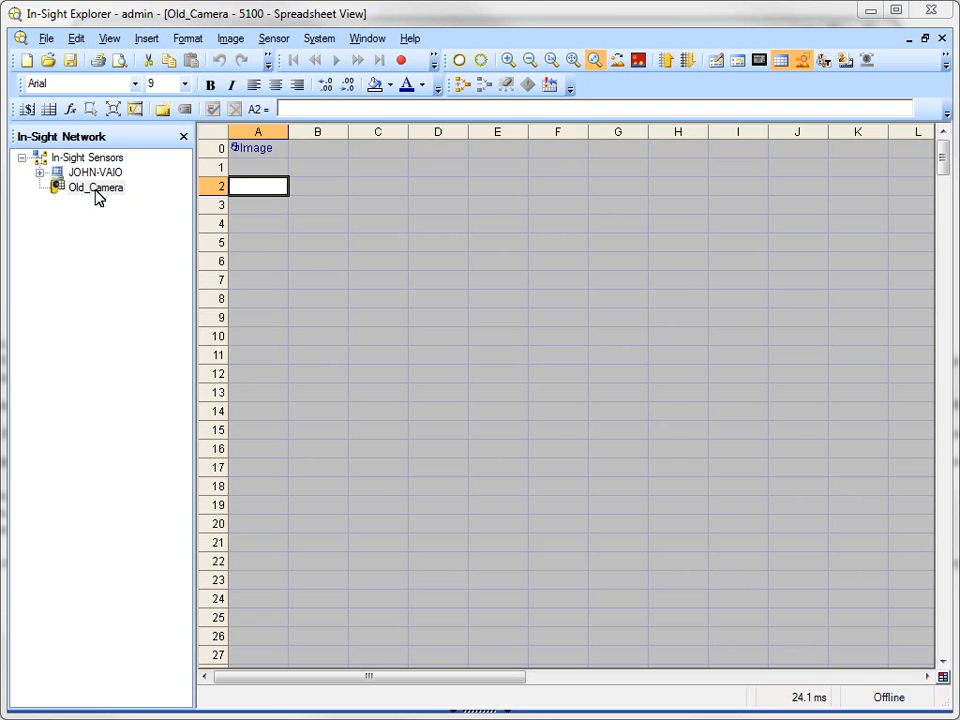 In-Sight Explorer - admin - [Old_Camera - 5100 - Spreadsheet View]
File Edit View Insert Format Image Sensor System Window Help
Arial 9 B I
A2 =
In-Sight Network
In-Sight Sensors
JOHN-VAIO
Old_Camera
A B C D E F G H I J K L
0 Image
1
2
3
4
5
6
7
8
9
10
11
12
13
14
15
16
17
18
19
20
21
22
23
24
25
26
27
24.1 ms Offline